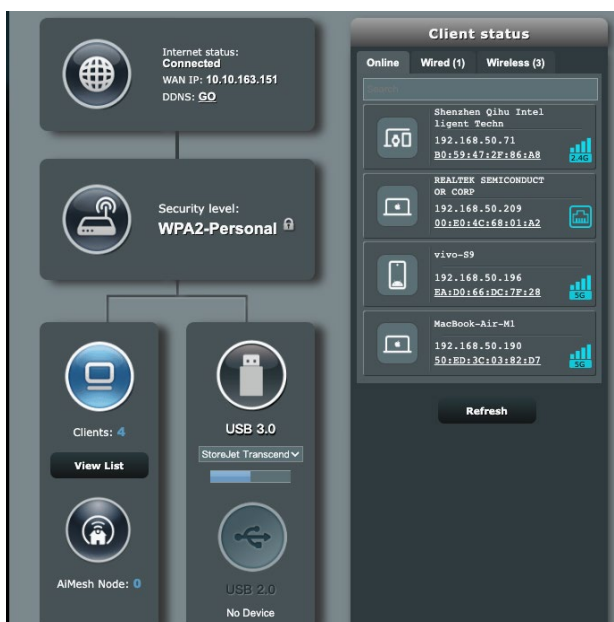 Internet status:
Connected
WAN IP: 10.10.163.151
DDNS: GO
Security level:
WPA2-Personal
Clients: 4
View List
AiMesh Node: 0
USB 3.0
StoreJet Transcend
USB 2.0
No Device
Client status
Online
Wired (1)
Wireless (3)
Search
Shenzhen Qihu Intel
ligent Techn
192.168.50.71
B0:59:47:2F:86:A8
2.4G
REALTEK SEMICONDUCT
OR CORP
192.168.50.209
00:E0:4C:68:01:A2
vivo-S9
192.168.50.196
EA:D0:66:DC:7F:28
5G
MacBook-Air-M1
192.168.50.190
50:ED:3C:03:82:D7
5G
Refresh